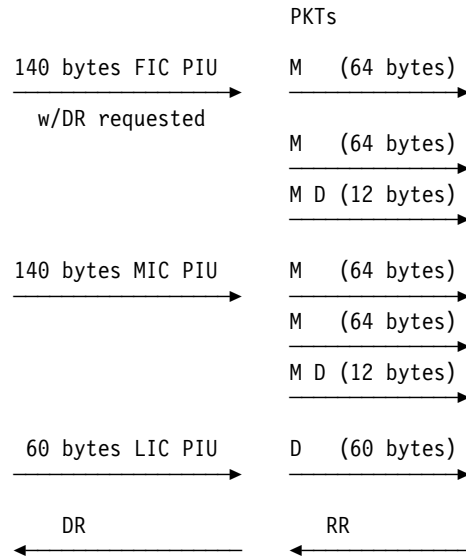 PKTs
140 bytes FIC PIU M (64 bytes)
w/DR requested
M (64 bytes)
M D (12 bytes)
140 bytes MIC PIU M (64 bytes)
M (64 bytes)
M D (12 bytes)
60 bytes LIC PIU D (60 bytes)
DR RR